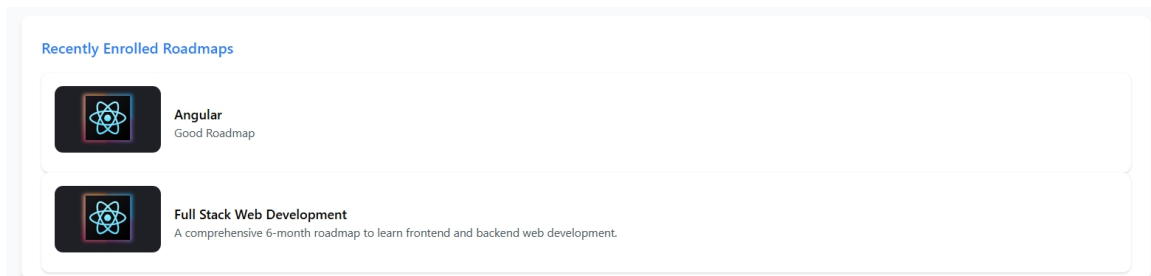 Recently Enrolled Roadmaps
Angular
Good Roadmap
Full Stack Web Development
A comprehensive 6-month roadmap to learn frontend and backend web development.